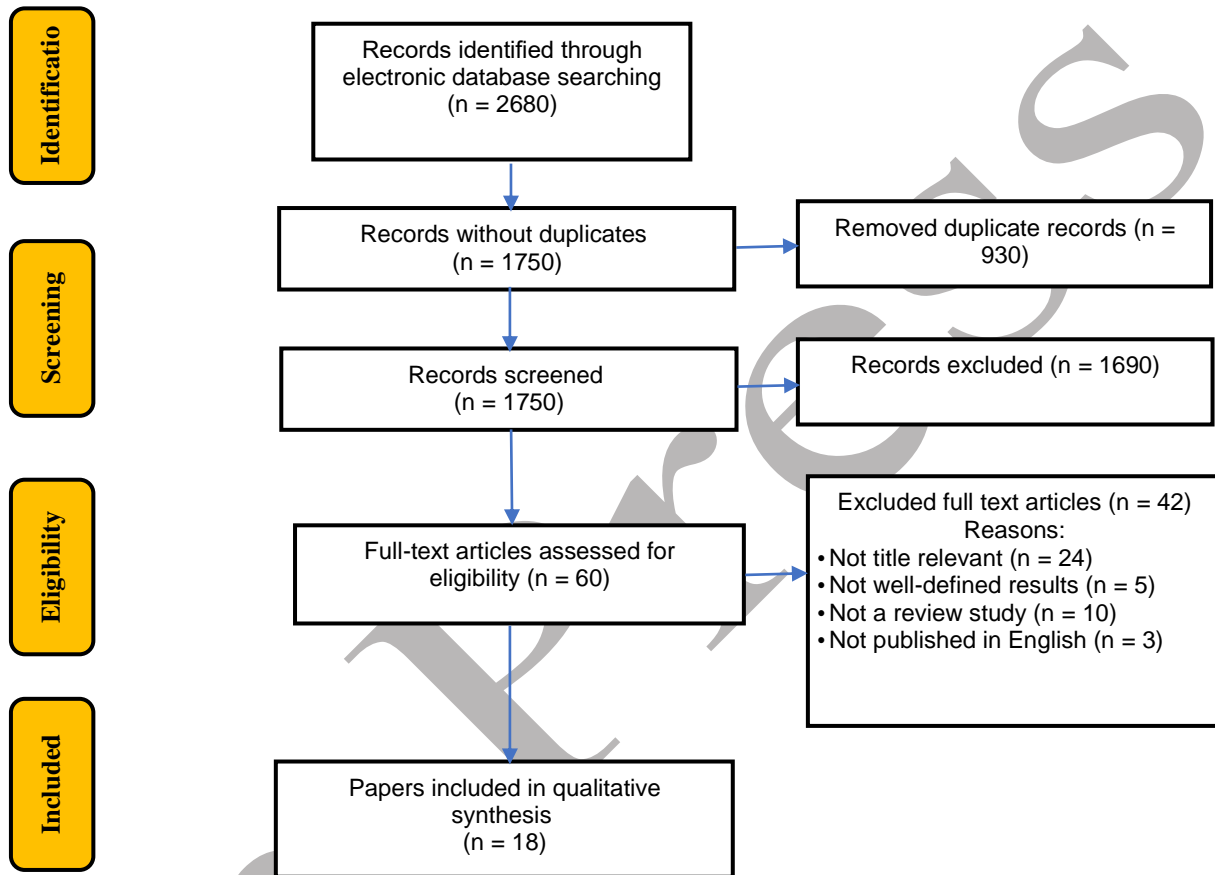 Identificatio
Records identified through
electronic database searching
(n = 2680)
Records without duplicates
(n = 1750)
Removed duplicate records (n =
930)
Screening
Records screened
(n = 1750)
Records excluded (n = 1690)
Eligibility
Full-text articles assessed for
eligibility (n = 60)
Excluded full text articles (n = 42)
Reasons:
• Not title relevant (n = 24)
• Not well-defined results (n = 5)
• Not a review study (n = 10)
• Not published in English (n = 3)
Included
Papers included in qualitative
synthesis
(n = 18)
Press